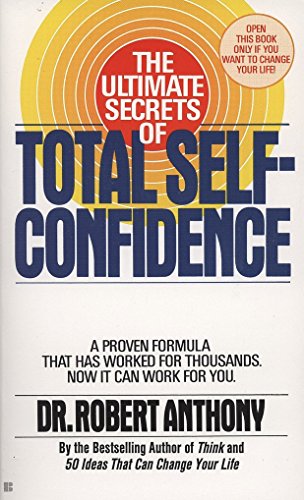 OPEN
THIS BOOK
ONLY IF YOU
WANT TO CHANGE
YOUR LIFE!
THE
ULTIMATE
SECRETS
OF
TOTAL SELF-
CONFIDENCE
A PROVEN FORMULA
THAT HAS WORKED FOR THOUSANDS.
NOW IT CAN WORK FOR YOU.
DR. ROBERT ANTHONY
By the Bestselling Author of Think and
50 Ideas That Can Change Your Life